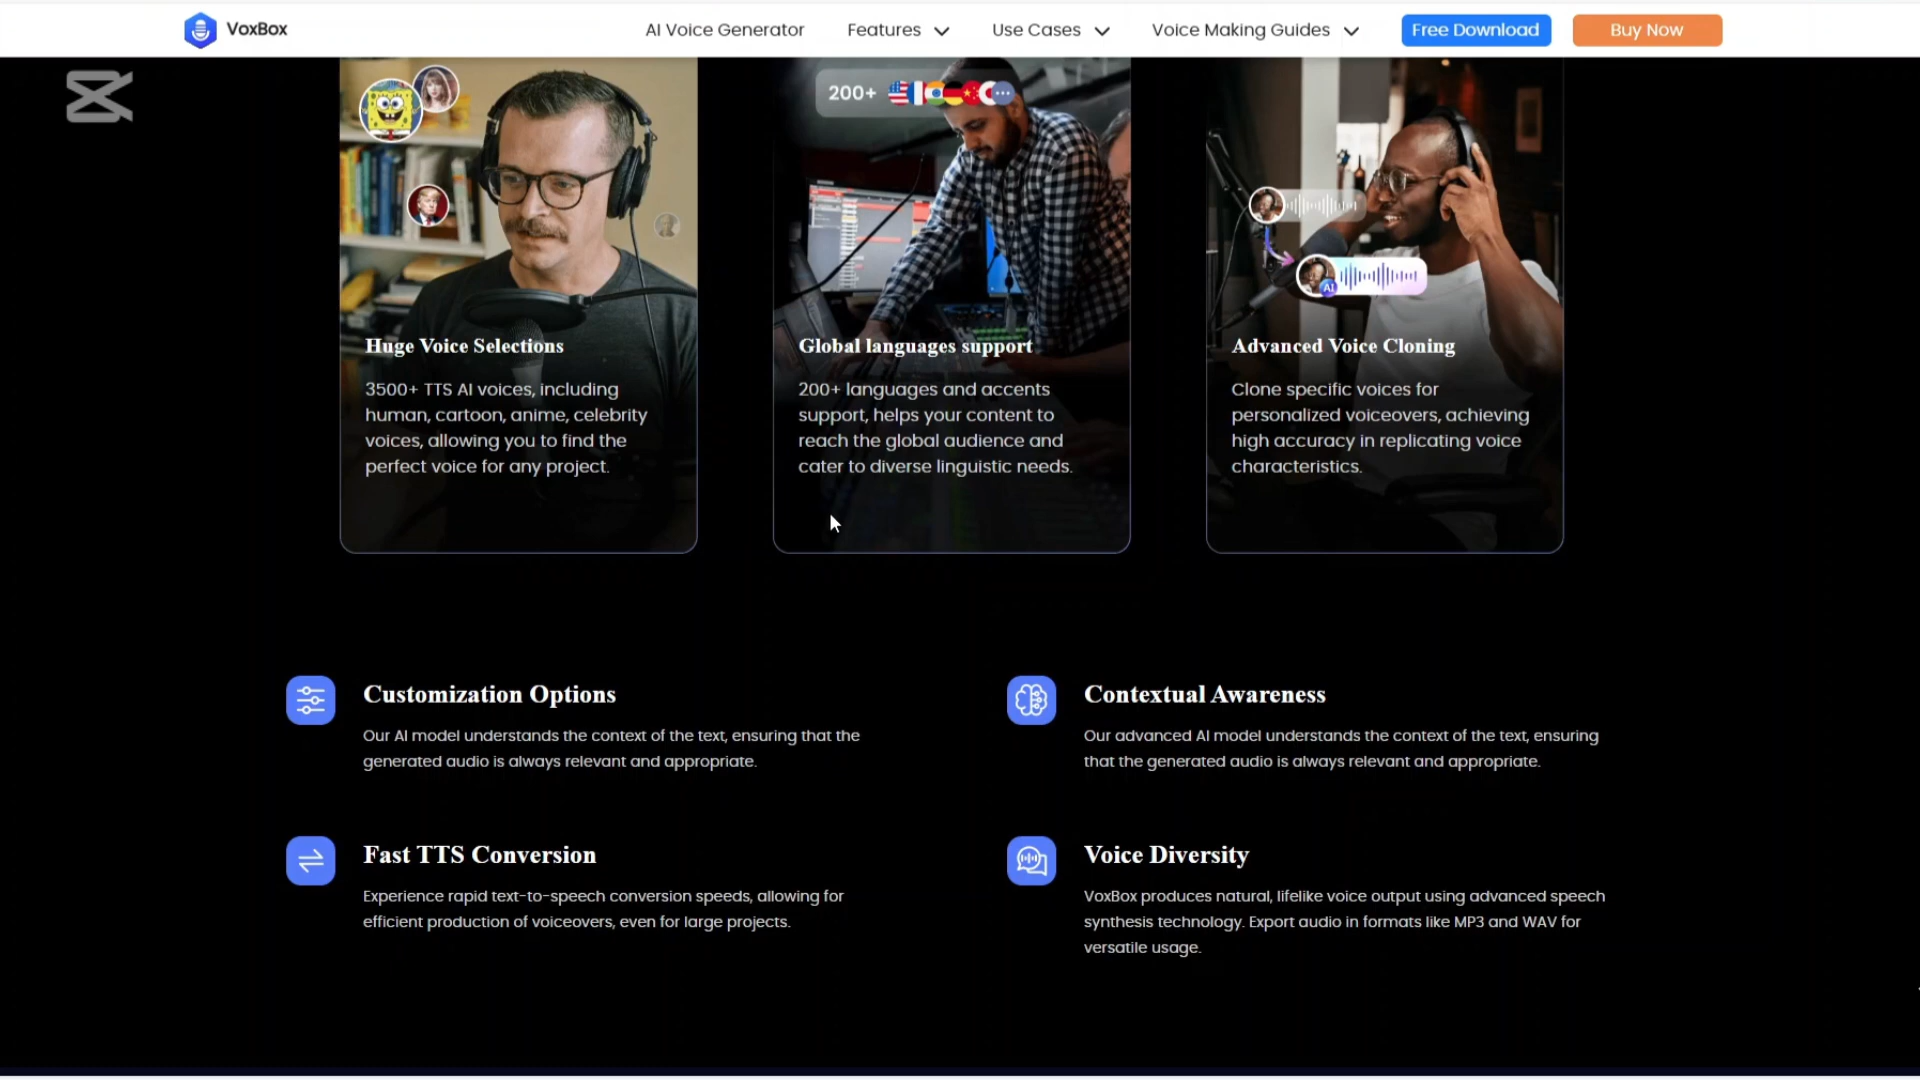 VoxBox
AI Voice Generator
Features
Use Cases
Voice Making Guides
Free Download
Buy Now
200+
AI
Huge Voice Selections
3500+ TTS AI voices, including
human, cartoon, anime, celebrity
voices, allowing you to find the
perfect voice for any project.
Global languages support
200+ languages and accents
support, helps your content to
reach the global audience and
cater to diverse linguistic needs.
Advanced Voice Cloning
Clone specific voices for
personalized voiceovers, achieving
high accuracy in replicating voice
characteristics.
Customization Options
Our AI model understands the context of the text, ensuring that the
generated audio is always relevant and appropriate.
Contextual Awareness
Our advanced AI model understands the context of the text, ensuring
that the generated audio is always relevant and appropriate.
Fast TTS Conversion
Experience rapid text-to-speech conversion speeds, allowing for
efficient production of voiceovers, even for large projects.
Voice Diversity
VoxBox produces natural, lifelike voice output using advanced speech
synthesis technology. Export audio in formats like MP3 and WAV for
versatile usage.